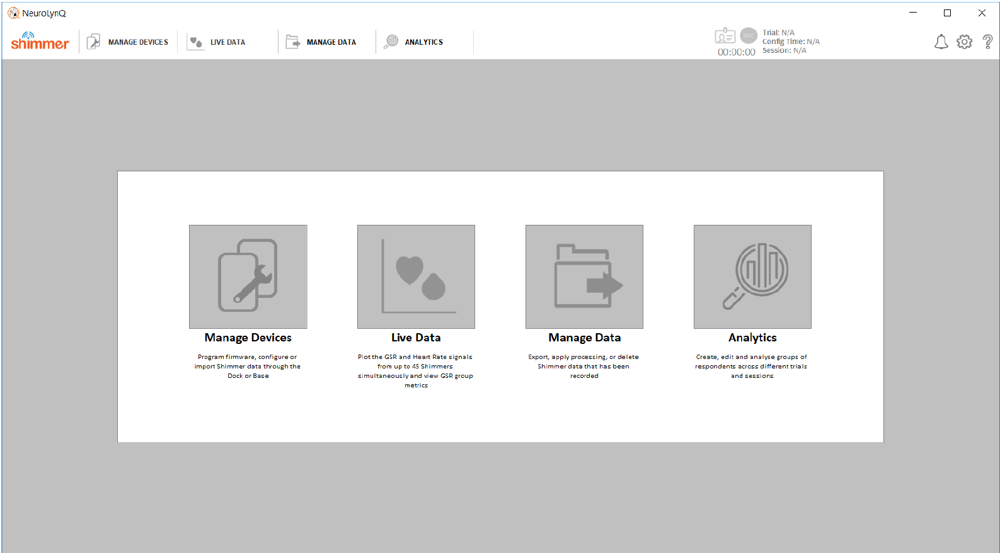 NeuroLynQ
shimmer
MANAGE DEVICES
LIVE DATA
MANAGE DATA
ANALYTICS
REC
00:00:00
Trial: N/A
Config Time: N/A
Session: N/A
Manage Devices
Program firmware, configure or
import Shimmer data through the
Dock or Base
Live Data
Plot the GSR and Heart Rate signals
from up to 45 Shimmers
simultaneously and view GSR group
metrics
Manage Data
Export, apply processing, or delete
Shimmer data that has been
recorded
Analytics
Create, edit and analyse groups of
respondents across different trials
and sessions